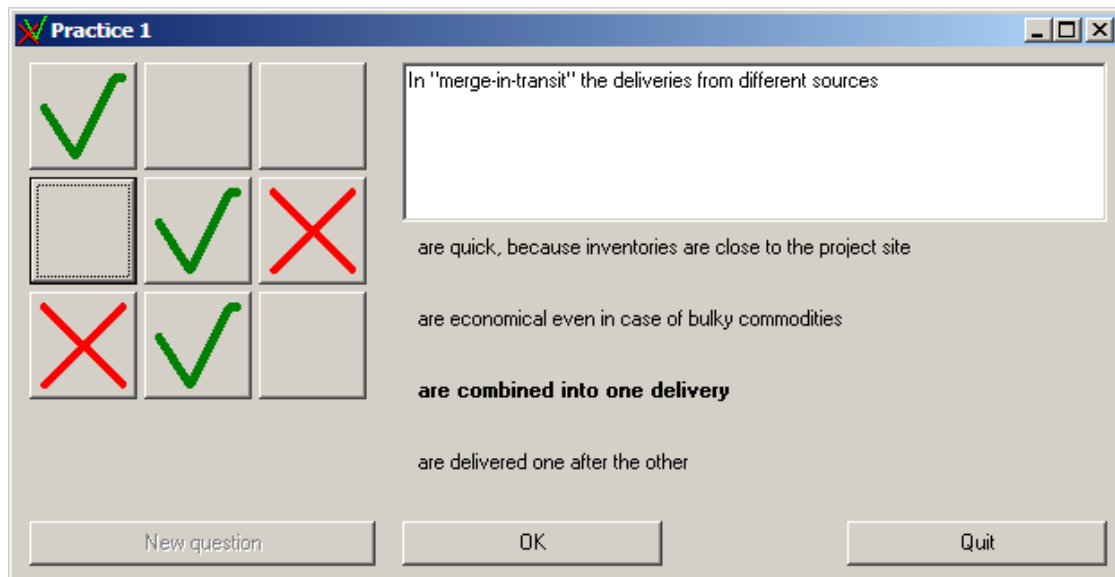 Practice 1
In "merge-in-transit" the deliveries from different sources
are quick, because inventories are close to the project site
are economical even in case of bulky commodities
are combined into one delivery
are delivered one after the other
New question
OK
Quit